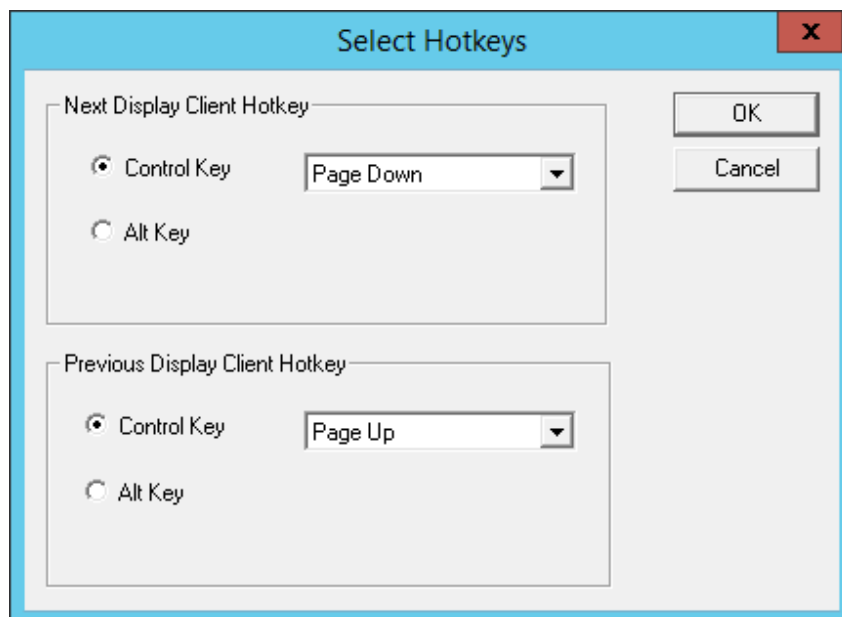 Select Hotkeys
x
Next Display Client Hotkey
OK
Control Key
Page Down
Cancel
Alt Key
Previous Display Client Hotkey
Control Key
Page Up
Alt Key